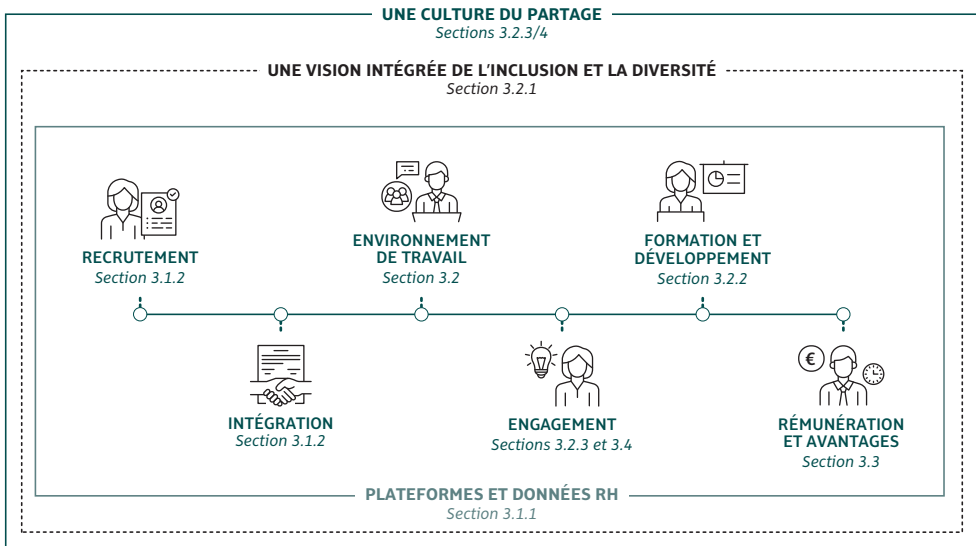 UNE CULTURE DU PARTAGE
Sections 3.2.3/4
UNE VISION INTÉGRÉE DE L'INCLUSION ET LA DIVERSITÉ
Section 3.2.1
RECRUTEMENT
Section 3.1.2
ENVIRONNEMENT
DE TRAVAIL
Section 3.2
FORMATION ET
DÉVELOPPEMENT
Section 3.2.2
INTÉGRATION
Section 3.1.2
ENGAGEMENT
Sections 3.2.3 et 3.4
€
RÉMUNÉRATION
ET AVANTAGES
Section 3.3
PLATEFORMES ET DONNÉES RH
Section 3.1.1